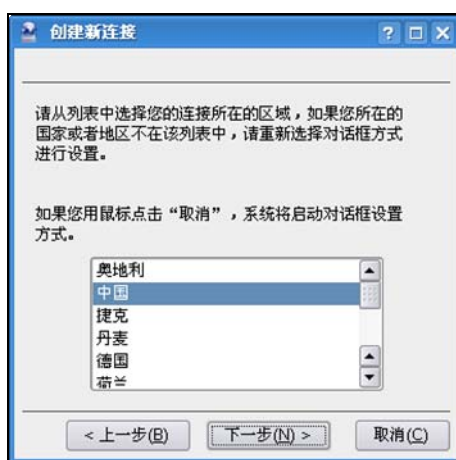 创建新连接
请从列表中选择您的连接所在的区域，如果您所在的
国家或者地区不在该列表中，请重新选择对话框方式
进行设置。
如果您用鼠标点击“取消”，系统将启动对话框设置
方式。
奥地利
中国
捷克
丹麦
德国
荷兰
< 上一步(B)
下一步(N) >
取消(C)